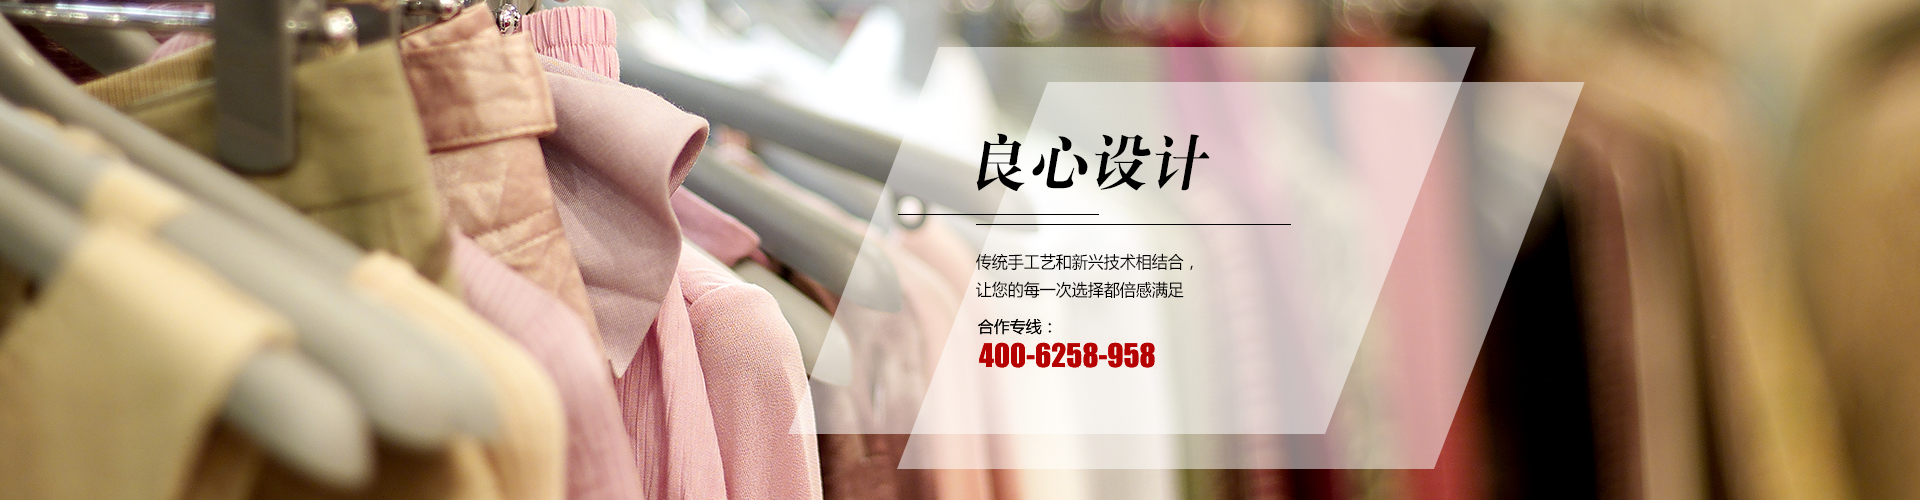 良心设计
传统手工艺和新兴技术相结合，
让您的每一次选择都倍感满足
合作专线：
400-6258-958